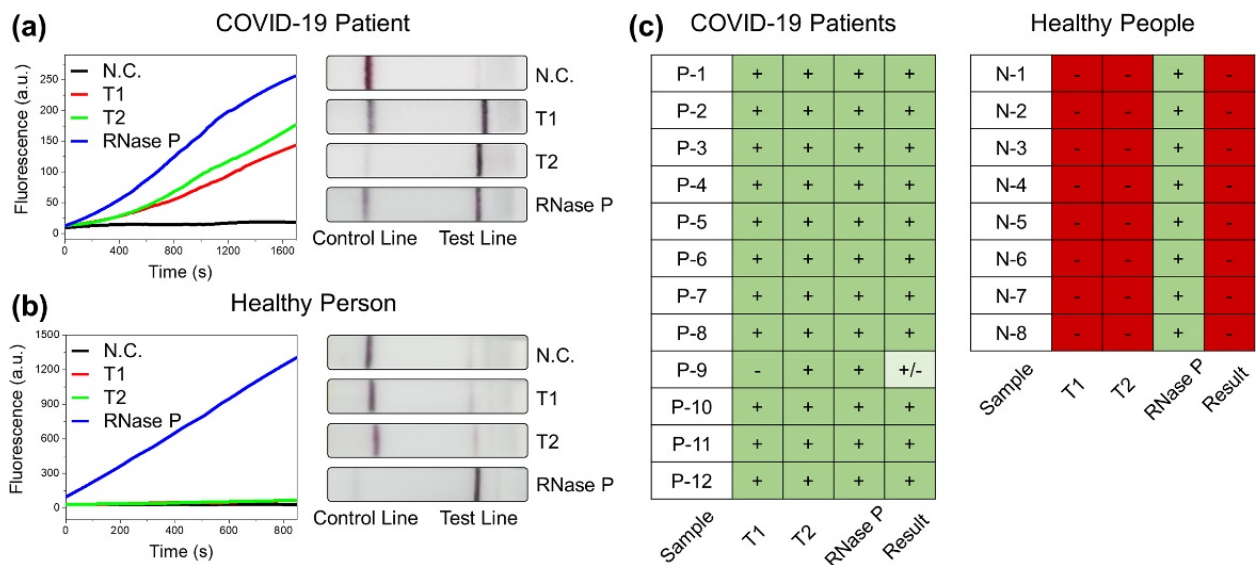 (a)
COVID-19 Patient
Fluorescence (a.u.)
250
200
150
100
50
0
N.C.
T1
T2
RNase P
0 400 800 1200 1600
Time (s)
N.C.
T1
T2
RNase P
Control Line Test Line
(b)
Healthy Person
Fluorescence (a.u.)
1500
1200
900
600
300
0
N.C.
T1
T2
RNase P
0 200 400 600 800
Time (s)
N.C.
T1
T2
RNase P
Control Line Test Line
(c)
COVID-19 Patients
P-1 + + + +
P-2 + + + +
P-3 + + + +
P-4 + + + +
P-5 + + + +
P-6 + + + +
P-7 + + + +
P-8 + + + +
P-9 - + + +/-
P-10 + + + +
P-11 + + + +
P-12 + + + +
Sample T1 T2 RNase P Result
Healthy People
N-1 - - + -
N-2 - - + -
N-3 - - + -
N-4 - - + -
N-5 - - + -
N-6 - - + -
N-7 - - + -
N-8 - - + -
Sample T1 T2 RNase P Result